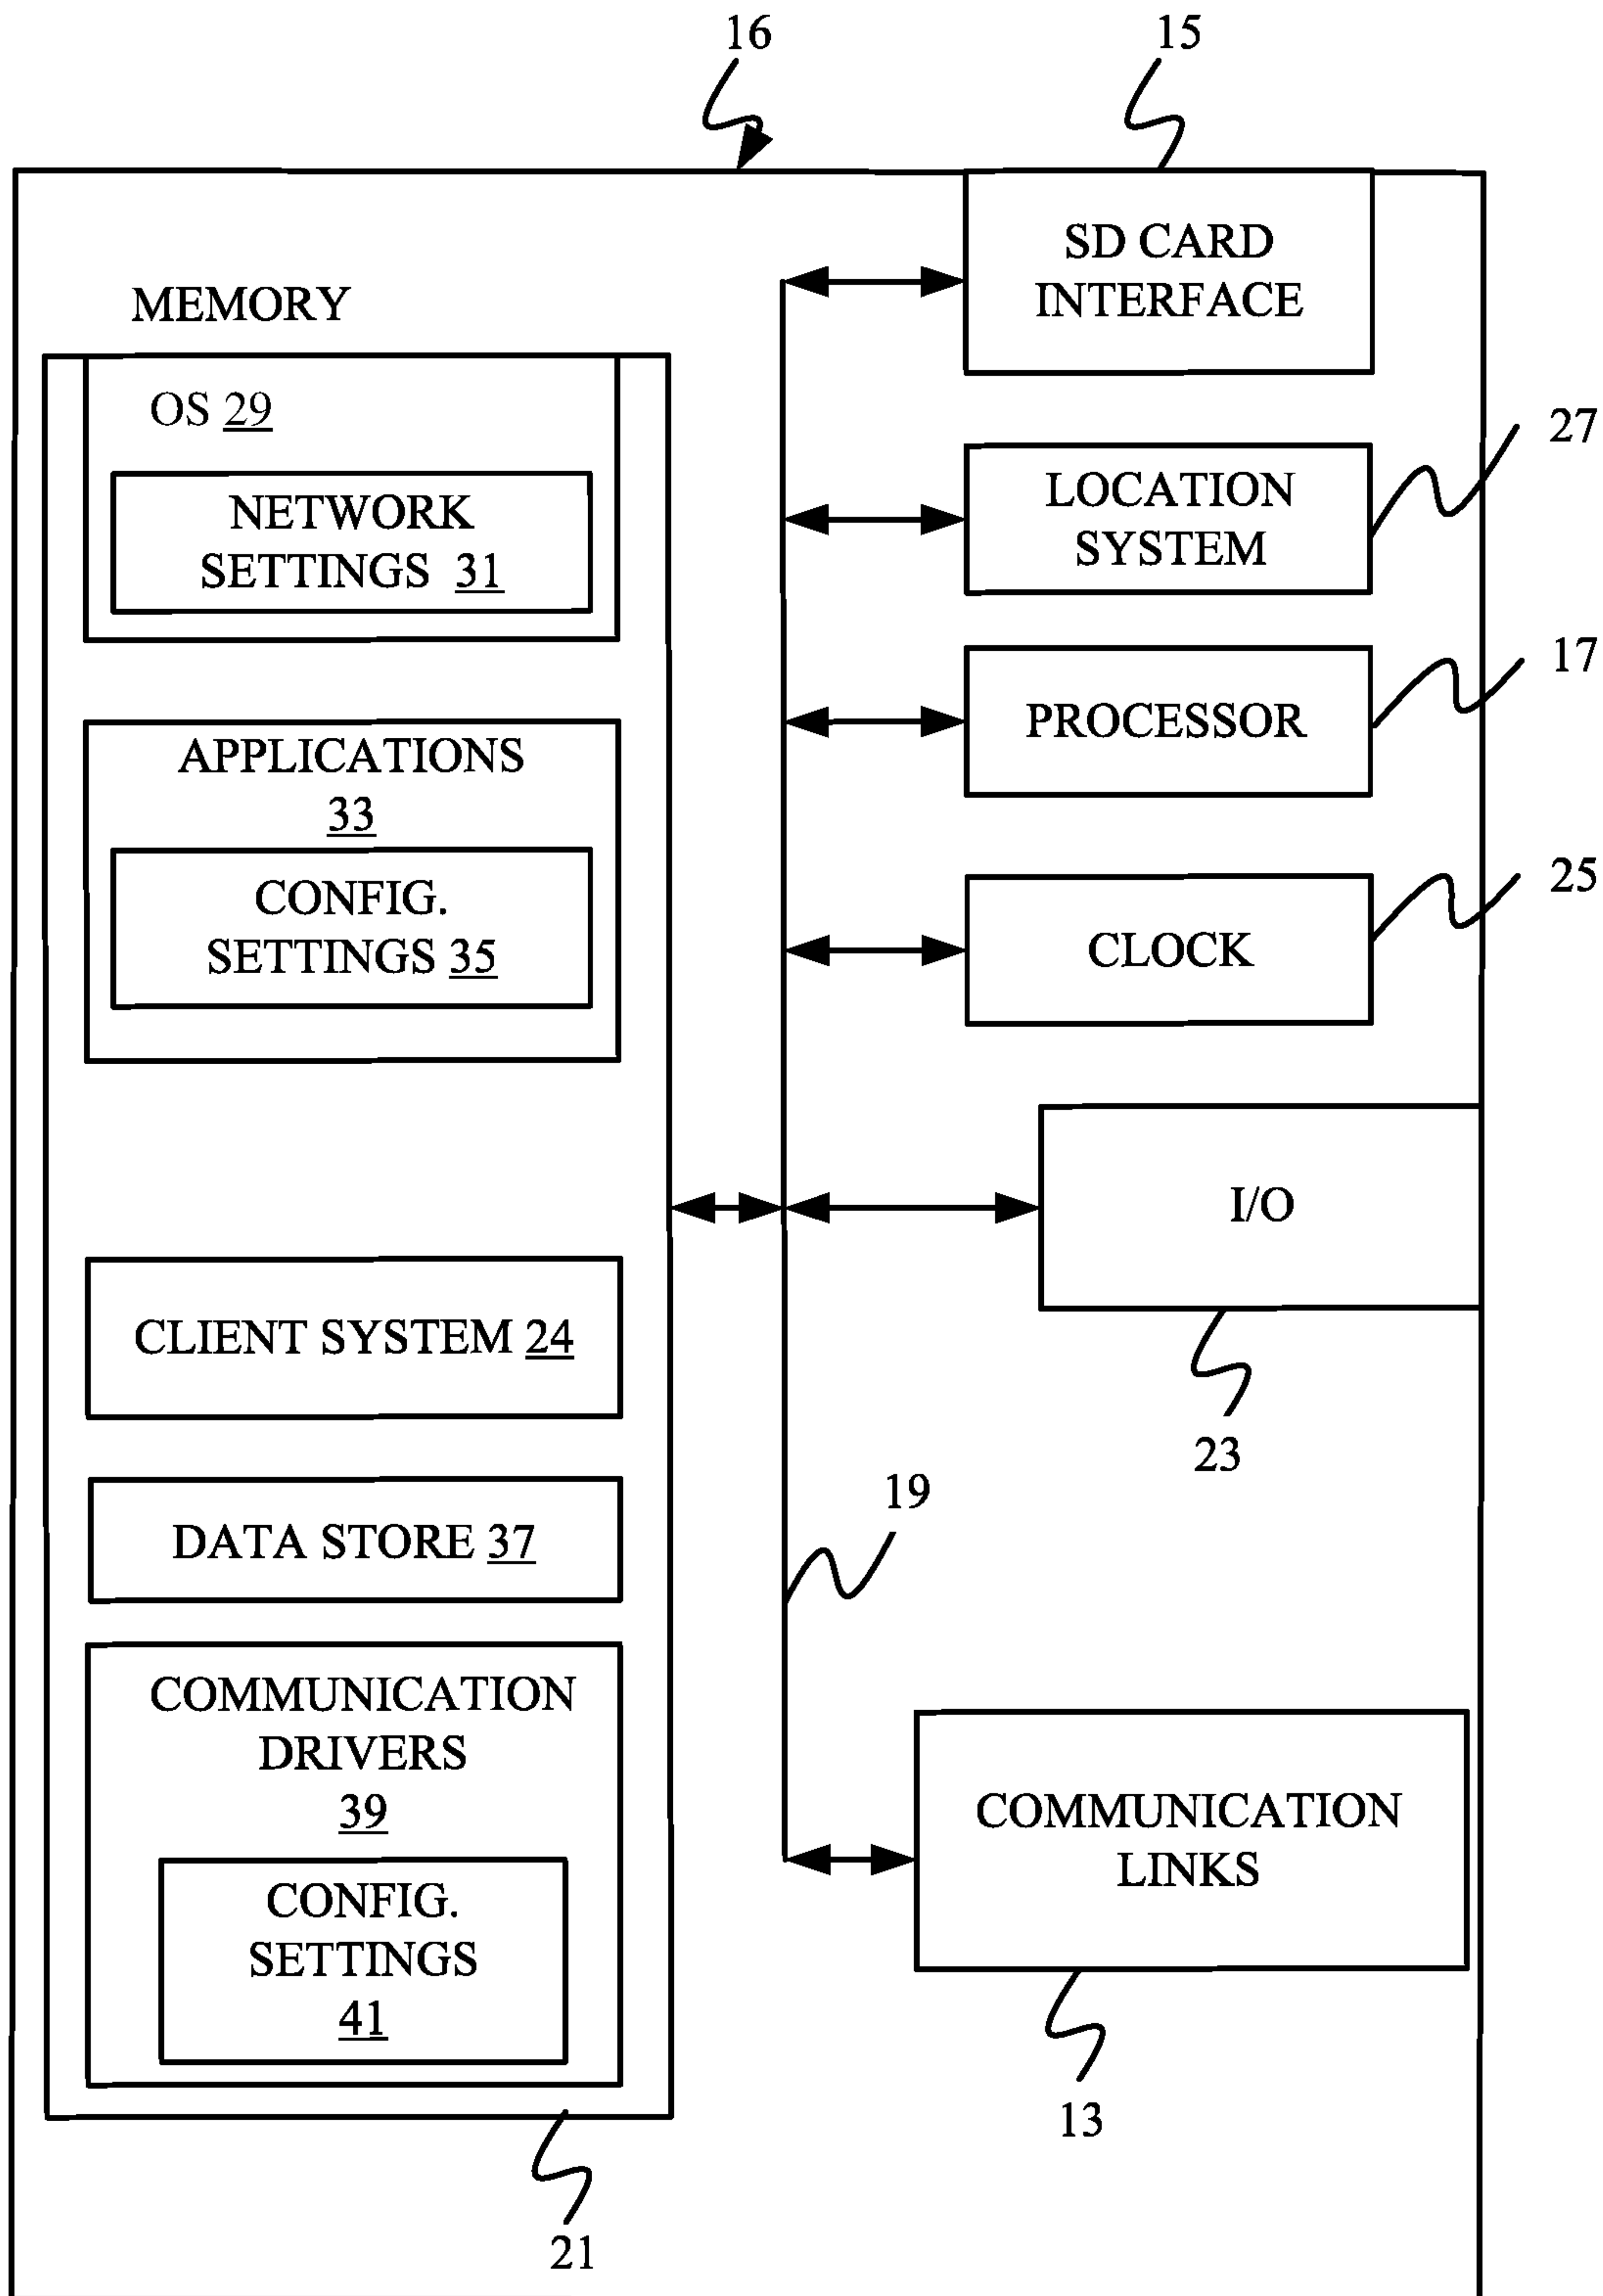 16
15
SD CARD
INTERFACE
MEMORY
OS 29
27
NETWORK
SETTINGS 31
LOCATION
SYSTEM
17
PROCESSOR
APPLICATIONS
33
25
CONFIG.
SETTINGS 35
CLOCK
I/O
CLIENT SYSTEM 24
23
19
DATA STORE 37
COMMUNICATION
DRIVERS
39
COMMUNICATION
LINKS
CONFIG.
SETTINGS
41
13
21